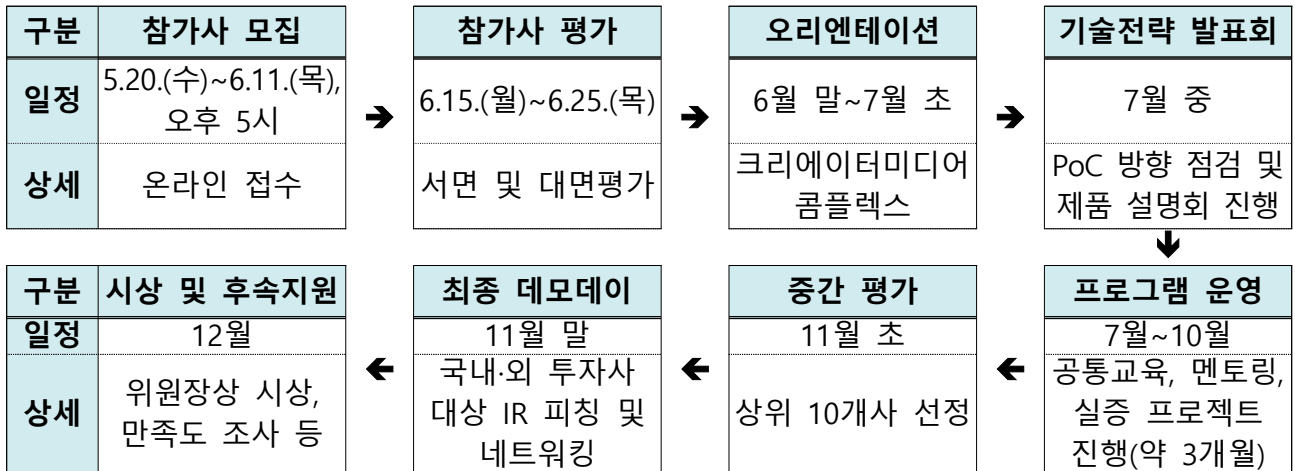 구분 참가사 모집 참가사 평가 오리엔테이션 기술전략 발표회
일정 5.20.(수)~6.11.(목), 오후 5시 → 6.15.(월)~6.25.(목) → 6월 말~7월 초 → 7월 중
상세 온라인 접수 서면 및 대면평가 크리에이터미디어 콤플렉스 PoC 방향 점검 및 제품 설명회 진행
↓
구분 시상 및 후속지원 최종 데모데이 중간 평가 프로그램 운영
일정 12월 11월 말 11월 초 7월~10월
상세 위원장상 시상, 만족도 조사 등 ← 국내·외 투자사 대상 IR 피칭 및 네트워킹 ← 상위 10개사 선정 ← 공통교육, 멘토링, 실증 프로젝트 진행(약 3개월)